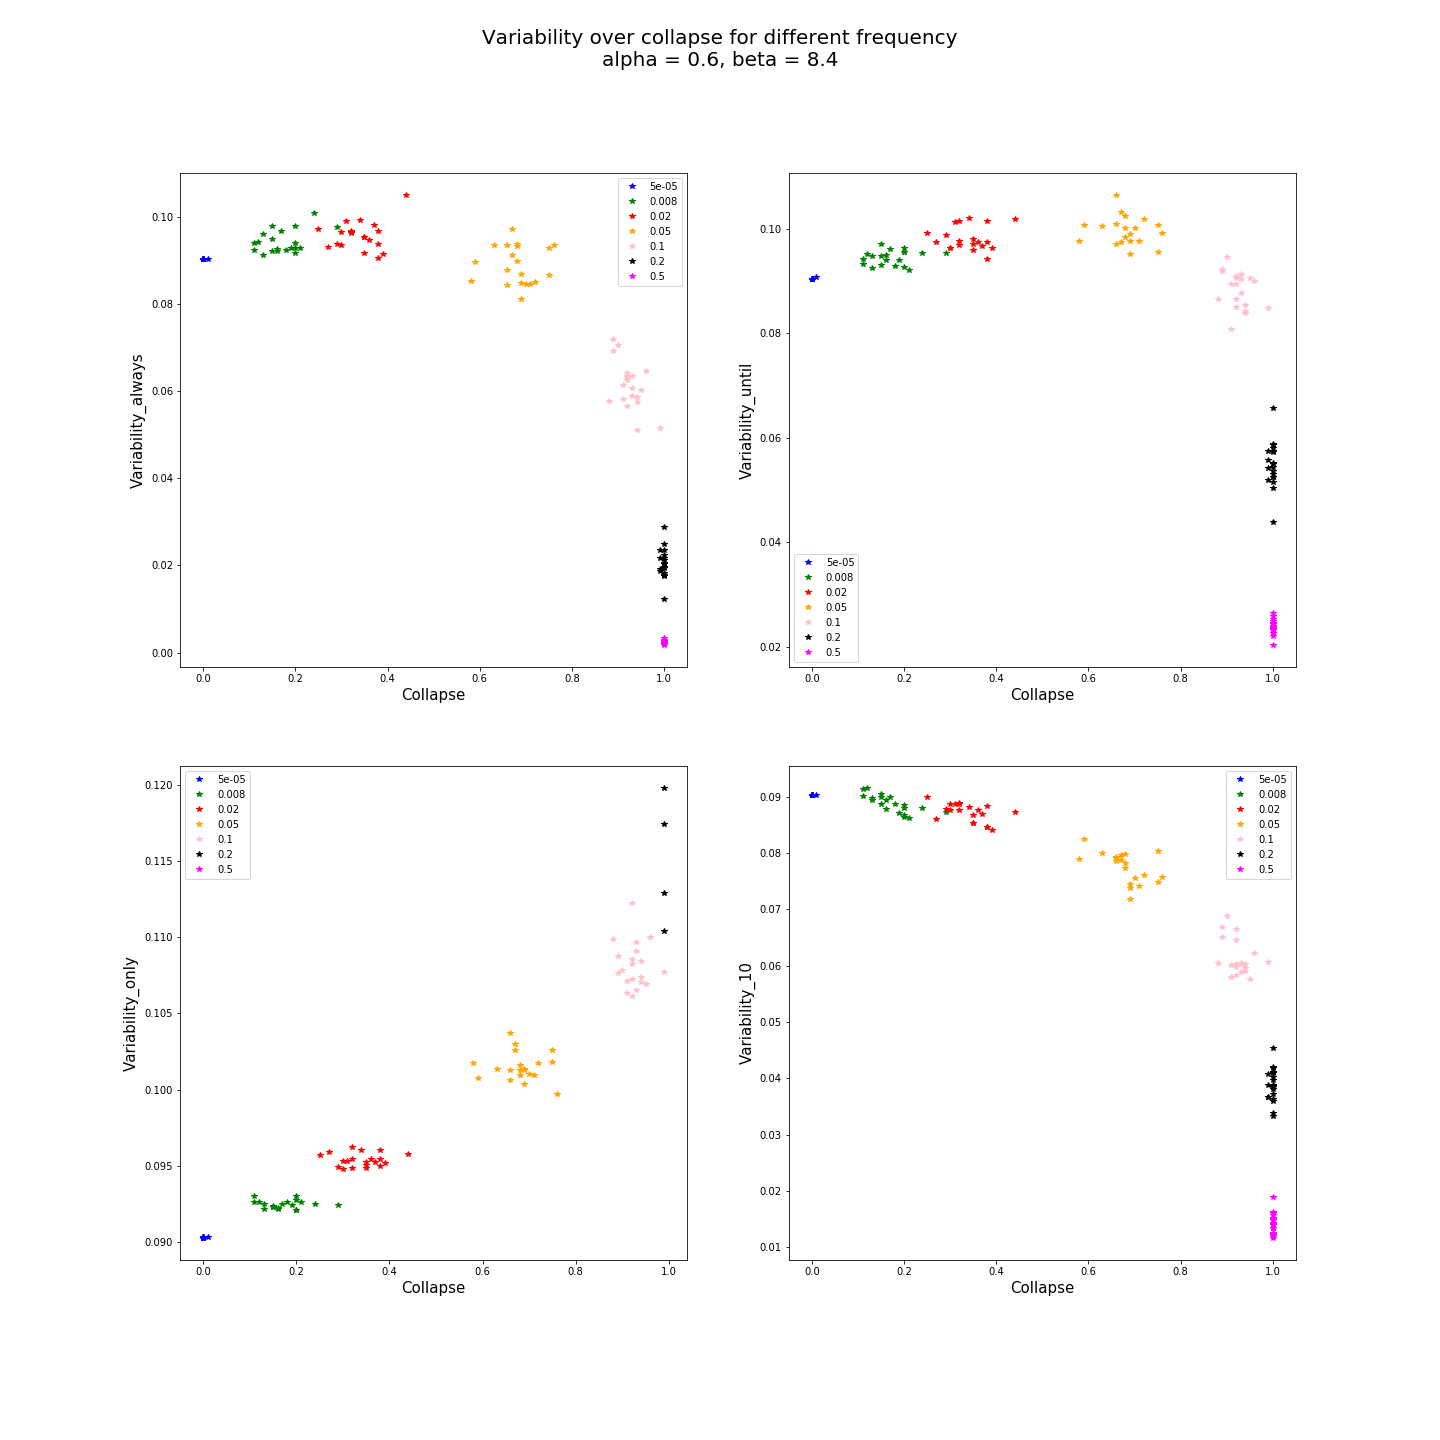 Variability over collapse for different frequency
alpha = 0.6, beta = 8.4
5e-05
0.008
0.02
0.05
0.1
0.2
0.5
0.10
0.08
0.06
0.04
0.02
0.00
Variability_always
0.0 0.2 0.4 0.6 0.8 1.0
Collapse
5e-05
0.008
0.02
0.05
0.1
0.2
0.5
0.10
0.08
0.06
0.04
0.02
Variability_until
0.0 0.2 0.4 0.6 0.8 1.0
Collapse
5e-05
0.008
0.02
0.05
0.1
0.2
0.5
0.120
0.115
0.110
0.105
0.100
0.095
0.090
Variability_only
0.0 0.2 0.4 0.6 0.8 1.0
Collapse
5e-05
0.008
0.02
0.05
0.1
0.2
0.5
0.09
0.08
0.07
0.06
0.05
0.04
0.03
0.02
0.01
Variability_10
0.0 0.2 0.4 0.6 0.8 1.0
Collapse